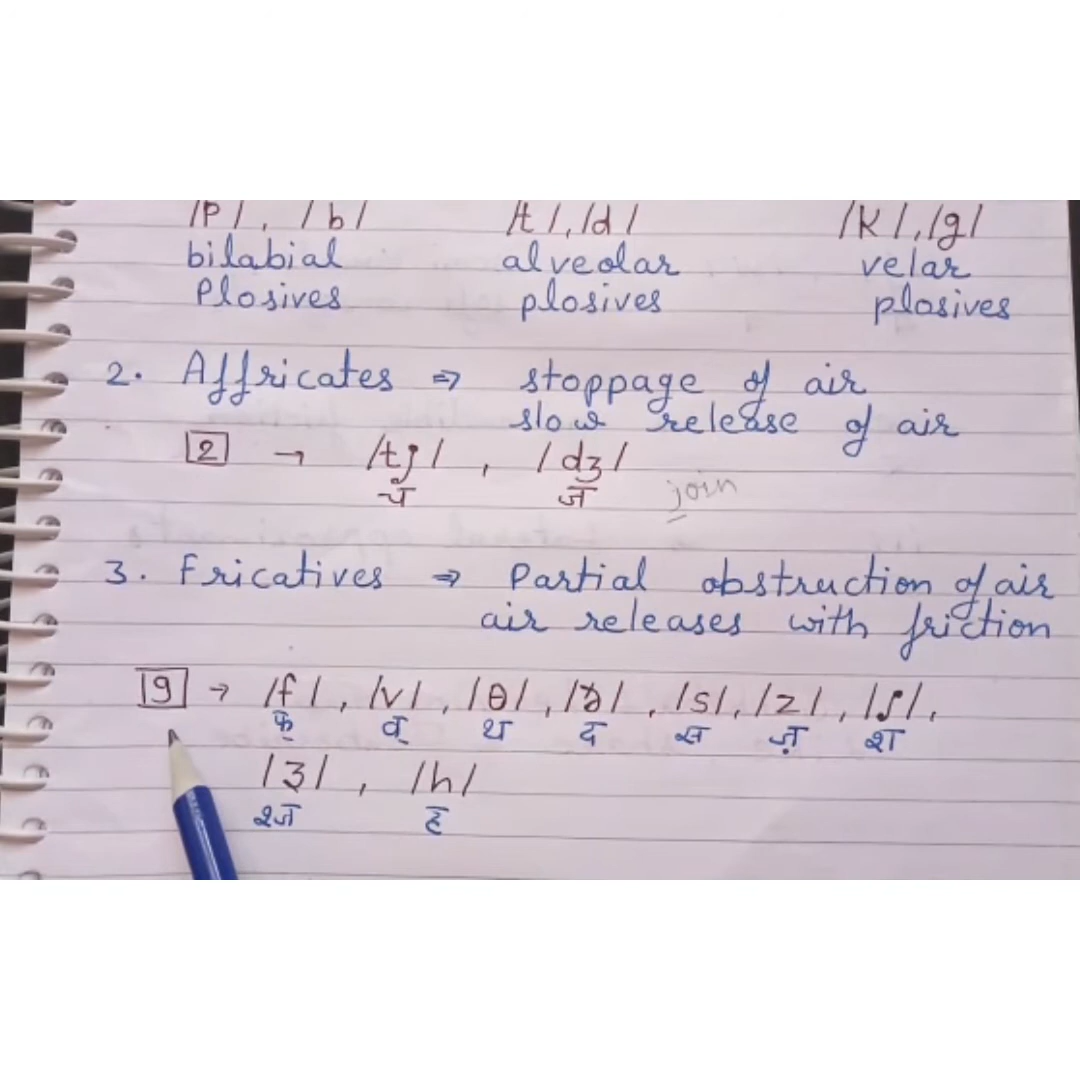 /P/, /b/ /t/,/d/ /K/,/g/
bilabial alveolar velar
Plosives plosives plosives
2. Affricates ⇒ stoppage of air
slow release of air
2 → /tʃ/, /dʒ/
च ज join
3. Fricatives ⇒ Partial obstruction of air
air releases with friction
9 → /f/, /v/, /θ/, /ð/, /s/, /z/, /ʃ/,
फ़् व् थ द स ज़ श
/ʒ/, /h/
श्ज ह